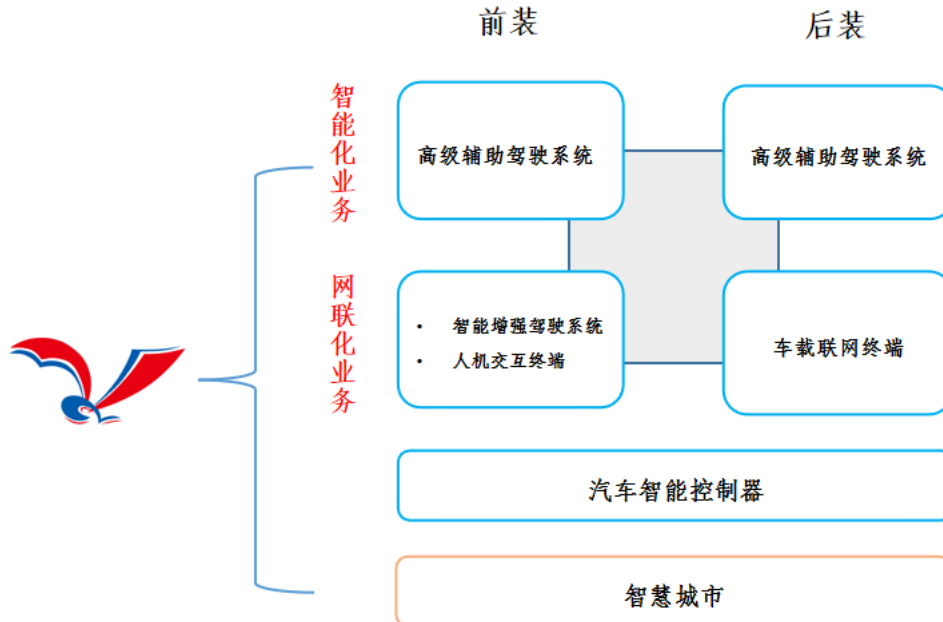 前装
后装
智能化业务
高级辅助驾驶系统
高级辅助驾驶系统
网联化业务
• 智能增强驾驶系统
• 人机交互终端
车载联网终端
汽车智能控制器
智慧城市